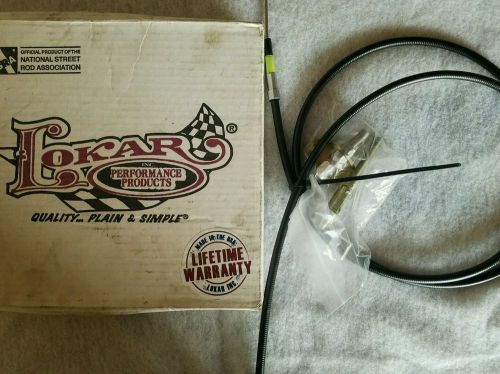 OFFICIAL PRODUCT OF THE
NATIONAL STREET
ROD ASSOCIATION
LOKAR®
INC
PERFORMANCE
PRODUCTS
QUALITY... PLAIN & SIMPLE®
MADE IN THE USA
LIFETIME
WARRANTY
LOKAR INC.